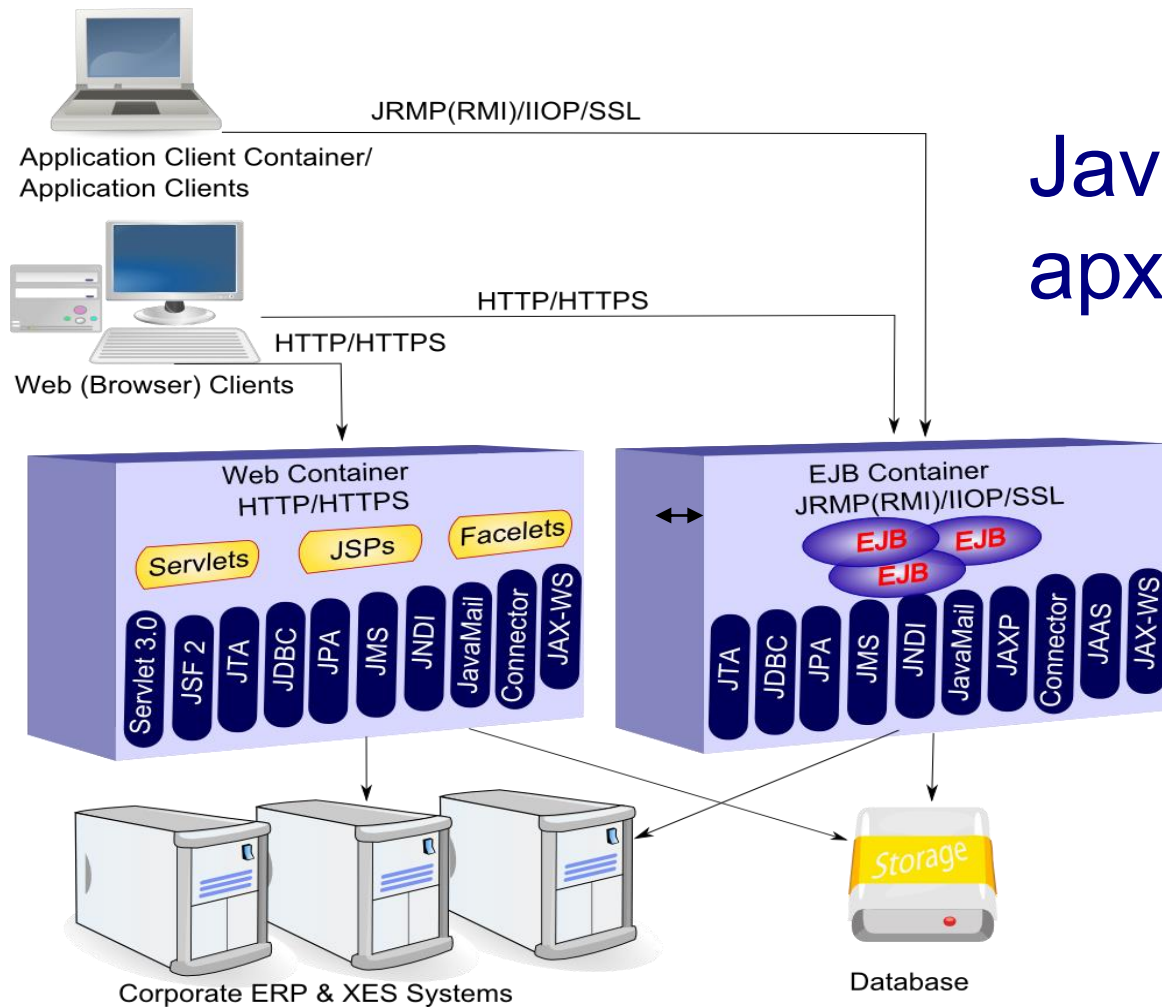 JRMP(RMI)/IIOP/SSL
Application Client Container/
Application Clients
Jav
apx
HTTP/HTTPS
HTTP/HTTPS
Web (Browser) Clients
Web Container
HTTP/HTTPS
Servlets
JSPs
Facelets
Servlet 3.0
JSF 2
JTA
JDBC
JPA
JMS
JNDI
JavaMail
Connector
JAX-WS
EJB Container
JRMP(RMI)/IIOP/SSL
EJB
EJB
EJB
JTA
JDBC
JPA
JMS
JNDI
JavaMail
JAXP
Connector
JAAS
JAX-WS
Storage
Corporate ERP & XES Systems
Database